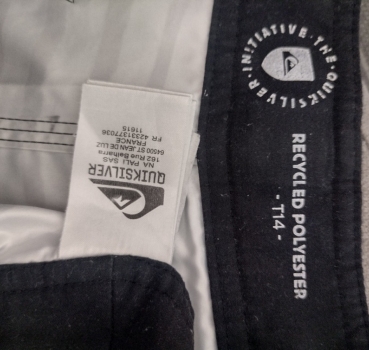 QUIKSILVER
NA PALI SAS
162 Rue Belharra
64500 ST JEAN DE LUZ
FRANCE
FR 4233137036
11615
·THE·QUIKSILVER·INITIATIVE
RECYCLED POLYESTER
- T14 -